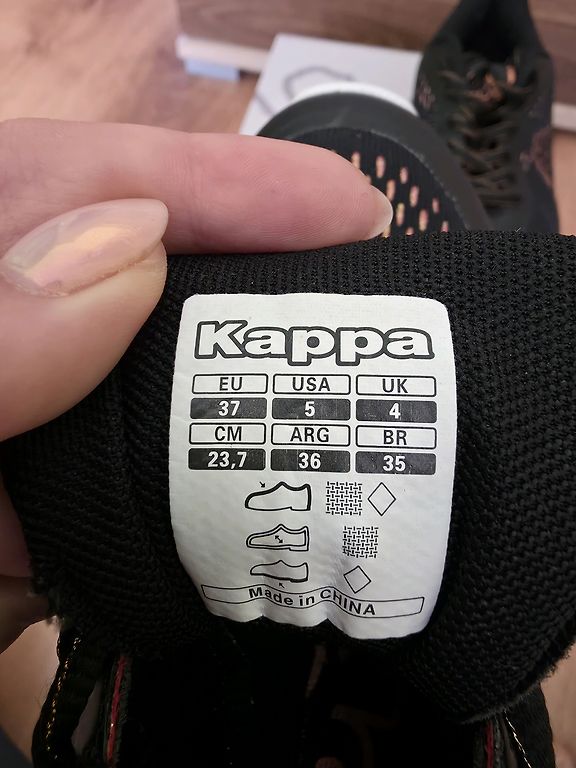 Kappa
EU USA UK
37 5 4
CM ARG BR
23,7 36 35
Made in CHINA